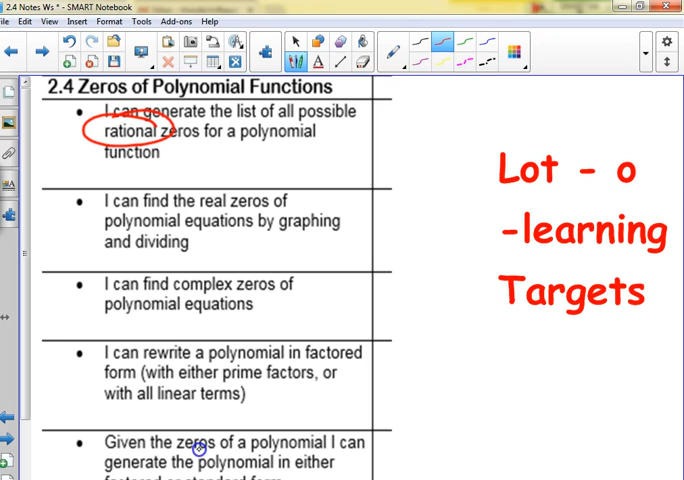 2.4 Notes Ws * - SMART Notebook
Edit View Insert Format Tools Add-ons Help
2.4 Zeros of Polynomial Functions
• I can generate the list of all possible
rational zeros for a polynomial
function
• I can find the real zeros of
polynomial equations by graphing
and dividing
• I can find complex zeros of
polynomial equations
• I can rewrite a polynomial in factored
form (with either prime factors, or
with all linear terms)
• Given the zeros of a polynomial I can
generate the polynomial in either
factored or standard form
Lot - o
-learning
Targets